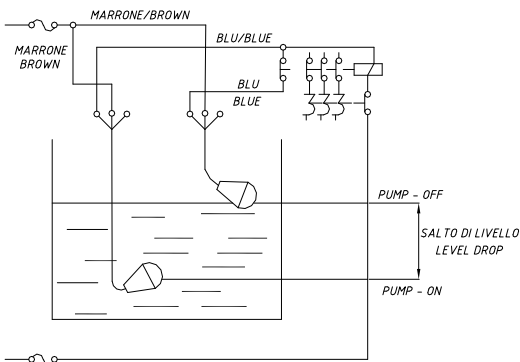 MARRONE/BROWN
MARRONE
BROWN
BLU/BLUE
BLU
BLUE
PUMP - OFF
SALTO DI LIVELLO
LEVEL DROP
PUMP - ON